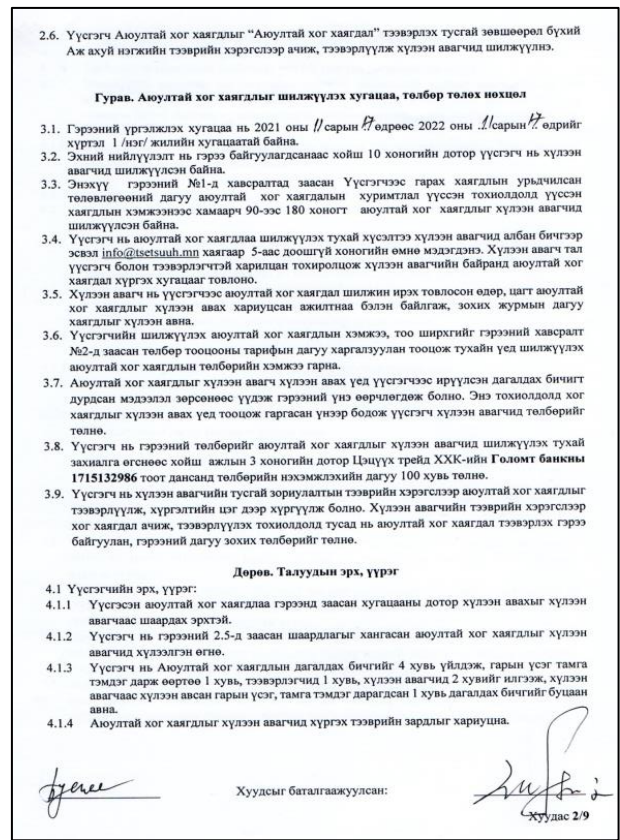 2.6. Үүсгэгч Аюултай хог хаягдлыг “Аюултай хог хаягдал” тээвэрлэх тусгай зөвшөөрөл бүхий
Аж ахуй нэгжийн тээврийн хэрэгслээр ачиж, тээвэрлүүлж хүлээн авагчид шилжүүлнэ.
Гурав. Аюултай хог хаягдлыг шилжүүлэх хугацаа, төлбөр төлөх нөхцөл
3.1. Гэрээний үргэлжлэх хугацаа нь 2021 оны 11 сарын 17 өдрөөс 2022 оны 11 сарын 17 өдрийг
хүртэл 1 /нэг/ жилийн хугацаатай байна.
3.2. Эхний нийлүүлэлт нь гэрээ байгуулагдсанаас хойш 10 хоногийн дотор үүсгэгч нь хүлээн
авагчид шилжүүлсэн байна.
3.3. Энэхүү гэрээний №1-д хавсралтад заасан Үүсгэгчээс гарах хаягдлын урьдчилсан
төлөвлөгөөний дагуу аюултай хог хаягдалын хуримтлал үүссэн тохиолдолд үүсгэн
хаягдлын хэмжээнээс хамаарч 90-ээс 180 хоногт аюултай хог хаягдлыг хүлээн авагчид
шилжүүлсэн байна.
3.4. Үүсгэгч нь аюултай хог хаягдлаа шилжүүлэх тухай хүсэлтээ хүлээн авагчид албан бичгээр
эсвэл info@tsetsuuh.mn хаягаар 5-аас доошгүй хоногийн өмнө мэдэгдэнэ. Хүлээн авагч тал
үүсгэгч болон тээвэрлэгчтэй харилцан тохиролцож хүлээн авагчийн байранд аюултай хог
хаягдал хүргэх хугацааг товлоно.
3.5. Хүлээн авагч нь үүсгэгчээс аюултай хог хаягдал шилжин ирэх товлосон өдөр, цагт аюултай
хог хаягдлыг хүлээн авах хариуцсан ажилтнаа бэлэн байлгаж, зохих журмын дагуу
хаягдлыг хүлээн авна.
3.6. Үүсгэгчийн шилжүүлэх аюултай хог хаягдлын хэмжээ, тоо ширхгийг гэрээний хавсралт
№2-д заасан төлбөр тооцооны тарифын дагуу харгалзуулан тооцож тухайн үед шилжүүлэх
аюултай хог хаягдлын төлбөрийн хэмжээ гарна.
3.7. Аюултай хог хаягдлыг хүлээн авагч хүлээн авах үед үүсгэгчээс ирүүлсэн дагалдах бичигт
дурдсан мэдээлэл зөрсөнөөс үүдэж гэрээний үнэ өөрчлөгдөж болно. Энэ тохиолдолд хог
хаягдлыг хүлээн авах үед тооцож гаргасан үнээр бодож үүсгэгч хүлээн авагчид төлбөрийг
төлнө.
3.8. Үүсгэгч нь гэрээний төлбөрийг аюултай хог хаягдлыг хүлээн авагчид шилжүүлэх тухай
захиалга өгснөөс хойш ажлын 3 хоногийн дотор Цэцүүх трейд ХХК-ийн Голомт банкны
1715132986 тоот дансанд төлбөрийн нэхэмжлэхийн дагуу 100 хувь төлнө.
3.9. Үүсгэгч нь хүлээн авагчийн тусгай зориулалтын тээврийн хэрэгслээр аюултай хог хаягдлыг
тээвэрлүүлж, хүргэлтийн цэг дээр хүргүүлж болно. Хүлээн авагчийн тээврийн хэрэгслээр
хог хаягдал ачиж, тээвэрлүүлэх тохиолдолд тусад нь аюултай хог хаягдал тээвэрлэх гэрээ
байгуулан, гэрээний дагуу зохих төлбөрийг төлнө.
Дөрөв. Талуудын эрх, үүрэг
4.1 Үүсгэгчийн эрх, үүрэг:
4.1.1 Үүсгэсэн аюултай хог хаягдлаа гэрээнд заасан хугацааны дотор хүлээн авахыг хүлээн
авагчаас шаардах эрхтэй.
4.1.2 Үүсгэгч нь гэрээний 2.5-д заасан шаардлагыг хангасан аюултай хог хаягдлыг хүлээн
авагчид хүлээлгэн өгнө.
4.1.3 Үүсгэгч нь Аюултай хог хаягдлын дагалдах бичгийг 4 хувь үйлдэж, гарын үсэг тамга
тэмдэг дарж өөртөө 1 хувь, тээвэрлэгчид 1 хувь, хүлээн авагчид 2 хувийг илгээж, хүлээн
авагчаас хүлээн авсан гарын үсэг, тамга тэмдэг дарагдсан 1 хувь дагалдах бичгийг буцаан
авна.
4.1.4 Аюултай хог хаягдлыг хүлээн авагчид хүргэх тээврийн зардлыг хариуцна.
Хуудсыг баталгаажуулсан:
Хуудас 2/9